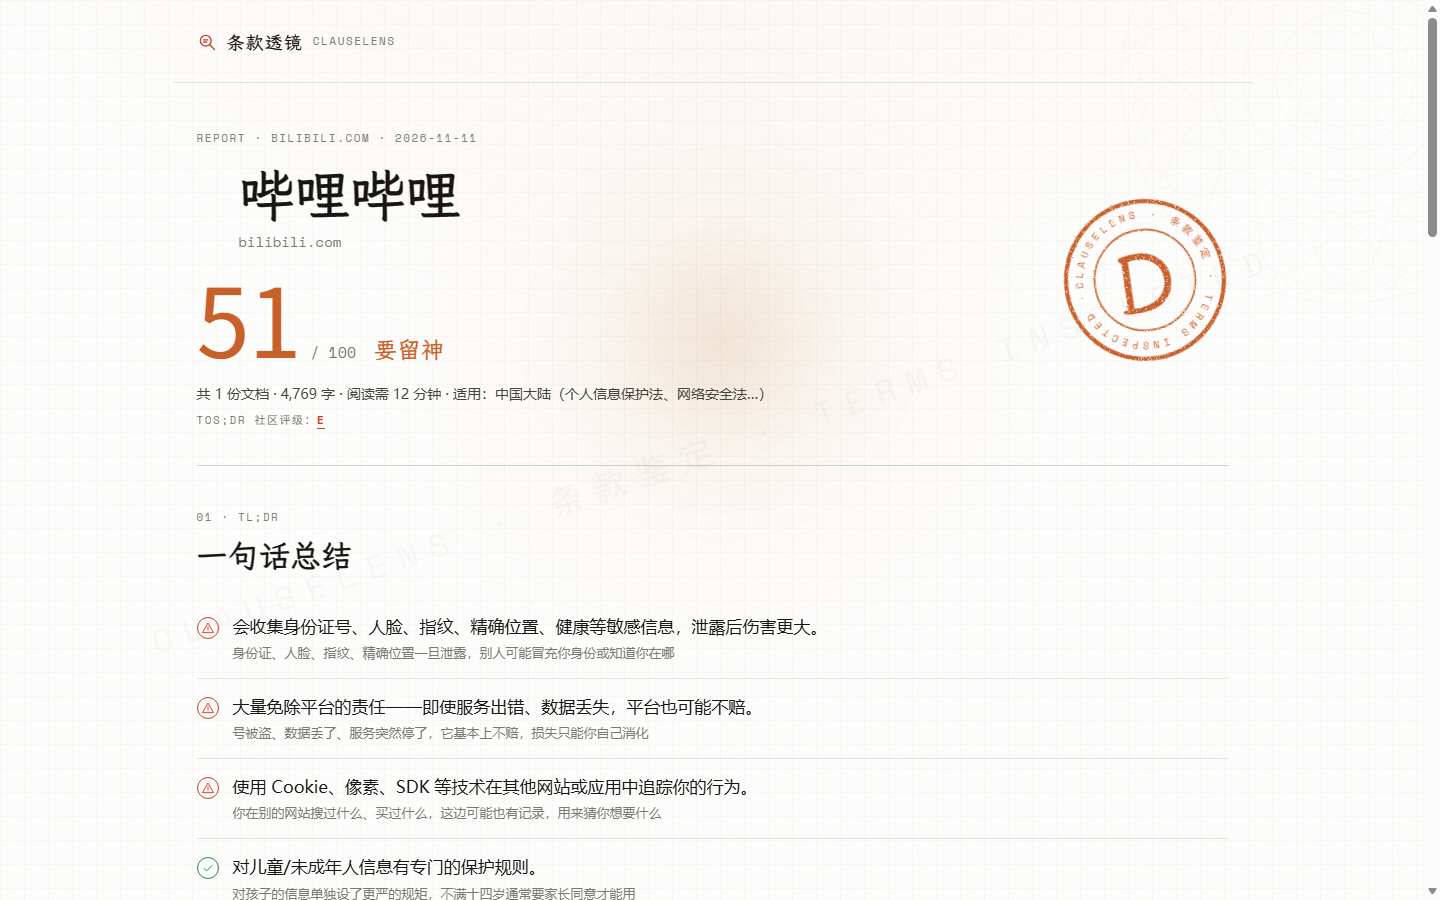 条款透镜 CLAUSELENS
REPORT · BILIBILI.COM · 2026-11-11
哔哩哔哩
bilibili.com
51 / 100 要留神
共 1 份文档 · 4,769 字 · 阅读需 12 分钟 · 适用：中国大陆（个人信息保护法、网络安全法…）
TOS;DR 社区评级：E
CLAUSELENS · 条款鉴定 · TERMS INSPECTED ·
D
CLAUSELENS · 条款鉴定 · TERMS INSPECTED
01 · TL;DR
一句话总结
会收集身份证号、人脸、指纹、精确位置、健康等敏感信息，泄露后伤害更大。
身份证、人脸、指纹、精确位置一旦泄露，别人可能冒充你身份或知道你在哪
大量免除平台的责任——即使服务出错、数据丢失，平台也可能不赔。
号被盗、数据丢了、服务突然停了，它基本上不赔，损失只能你自己消化
使用 Cookie、像素、SDK 等技术在其他网站或应用中追踪你的行为。
你在别的网站搜过什么、买过什么，这边可能也有记录，用来猜你想要什么
对儿童/未成年人信息有专门的保护规则。
对孩子的信息单独设了更严的规矩，不满十四岁通常要家长同意才能用